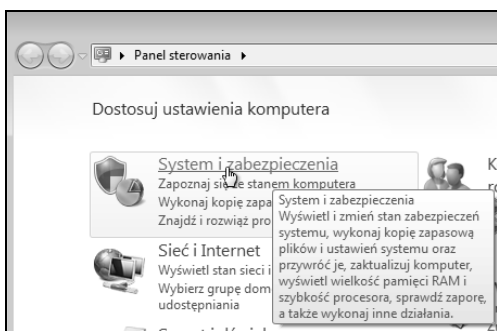 Panel sterowania
Dostosuj ustawienia komputera
System i zabezpieczenia
Zapoznaj się ze stanem komputera
Wykonaj kopię zapa
Znajdź i rozwiąż pro
System i zabezpieczenia
Wyświetl i zmień stan zabezpieczeń
systemu, wykonaj kopię zapasową
plików i ustawień systemu oraz
przywróć je, zaktualizuj komputer,
wyświetl wielkość pamięci RAM i
szybkość procesora, sprawdź zaporę,
a także wykonaj inne działania.
Sieć i Internet
Wyświetl stan sieci i
Wybierz grupę dom
udostępniania
K